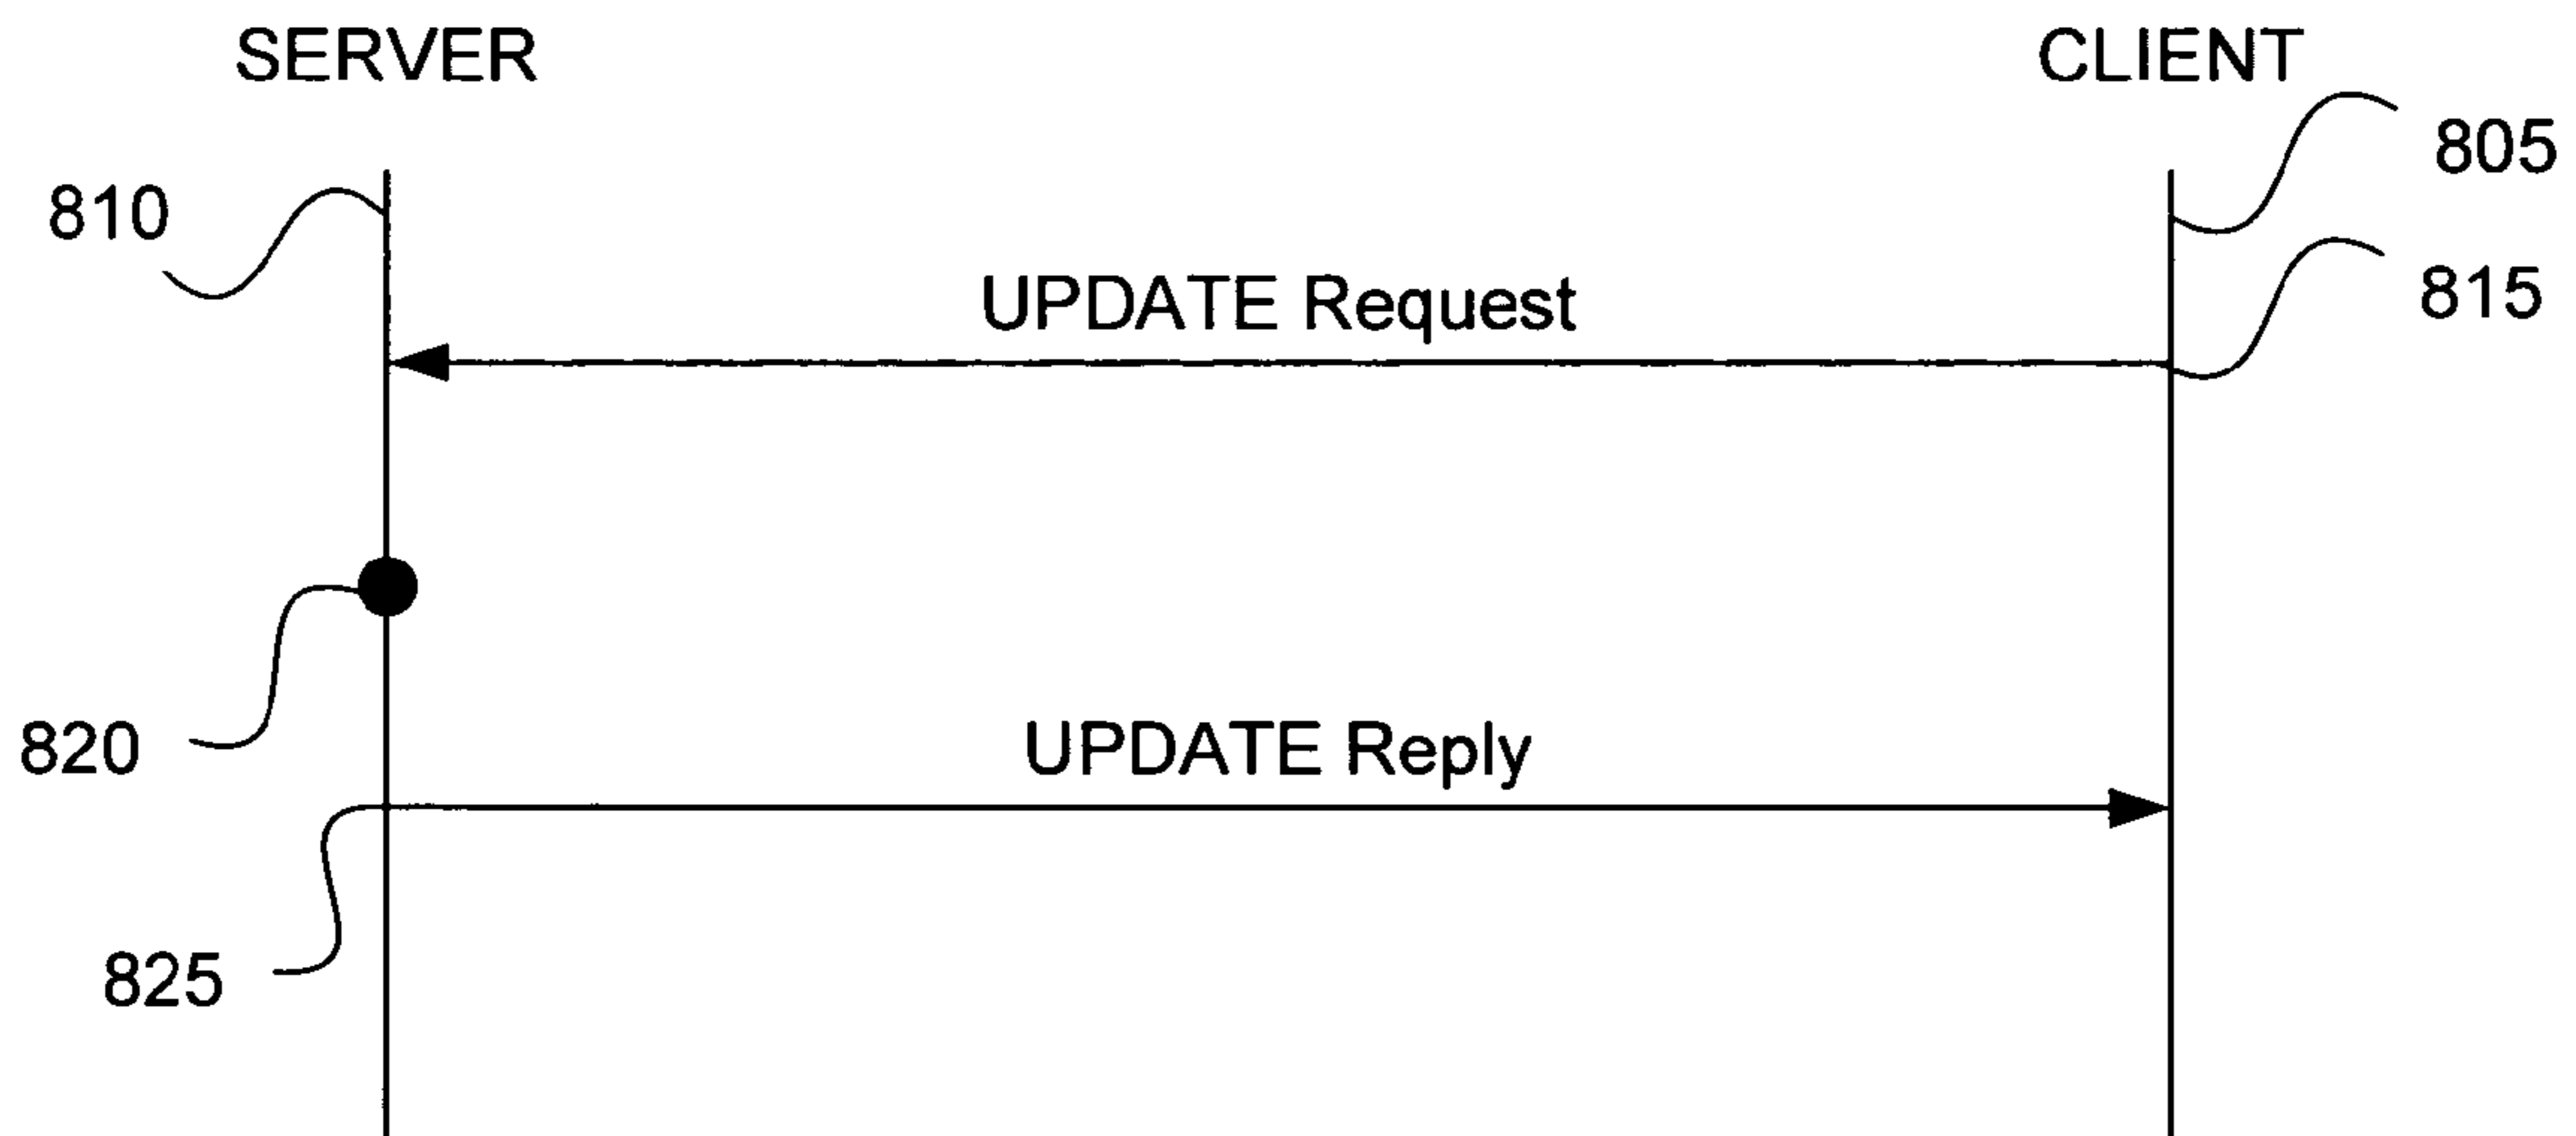 SERVER
CLIENT
805
810
UPDATE Request
815
820
UPDATE Reply
825